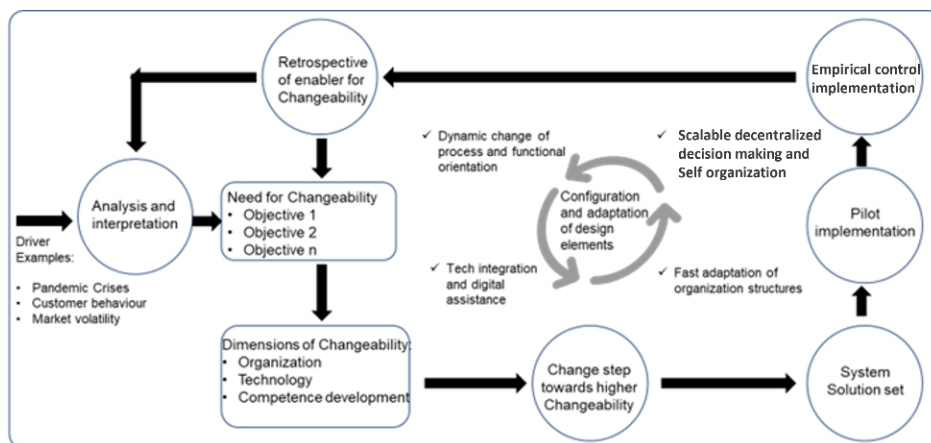 Retrospective
of enabler for
Changeability
Empirical control
implementation
✓ Dynamic change of
process and functional
orientation
✓ Scalable decentralized
decision making and
Self organization
Analysis and
interpretation
Need for Changeability
• Objective 1
• Objective 2
• Objective n
Configuration
and adaptation
of design
elements
Pilot
implementation
Driver
Examples:
• Pandemic Crises
• Customer behaviour
• Market volatility
✓ Tech integration
and digital
assistance
✓ Fast adaptation of
organization structures
Dimensions of Changeability:
• Organization
• Technology
• Competence development
Change step
towards higher
Changeability
System
Solution set